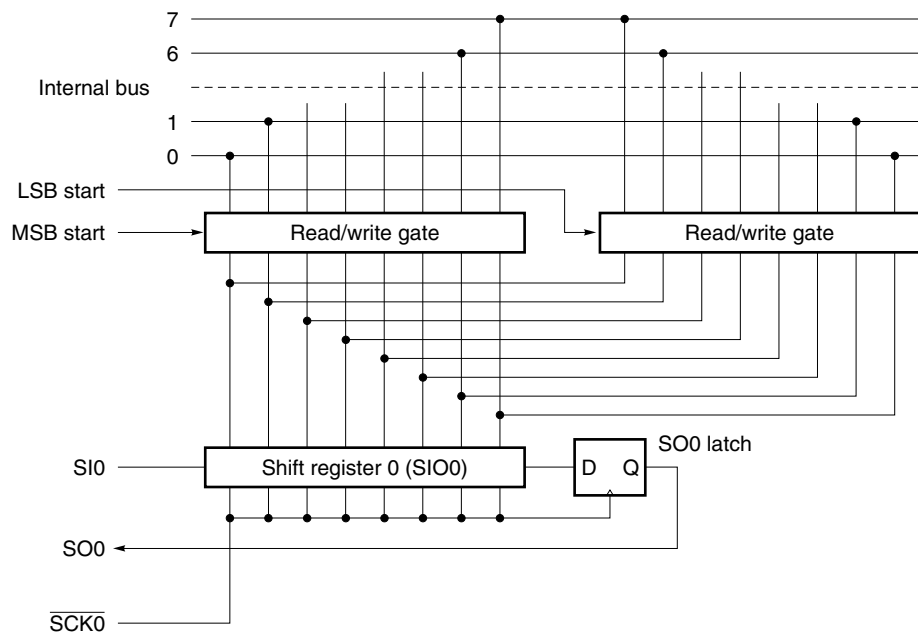 7
6
Internal bus
1
0
LSB start
MSB start
Read/write gate
Read/write gate
SO0 latch
SI0
Shift register 0 (SIO0)
D Q
SO0
SCK0